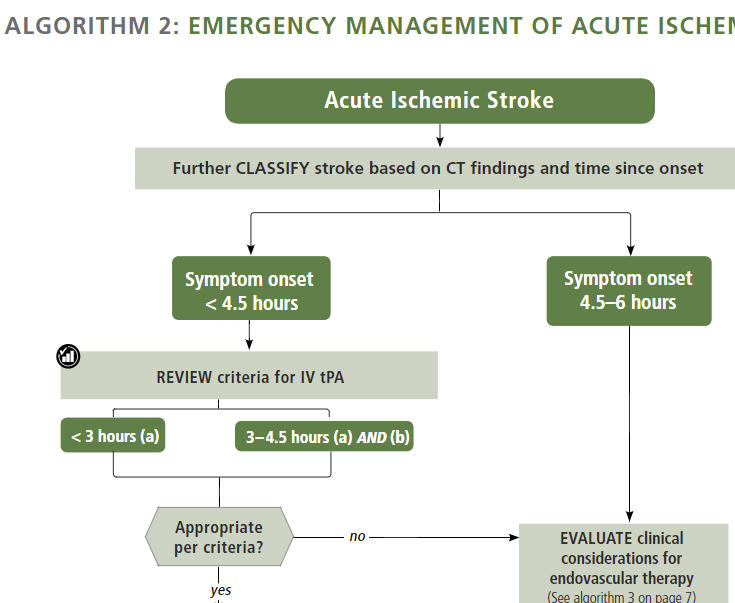 ALGORITHM 2: EMERGENCY MANAGEMENT OF ACUTE
Acute Ischemic Stroke
Further CLASSIFY stroke based on CT findings and time since onset
Symptom onset
< 4.5 hours
Symptom onset
4.5–6 hours
REVIEW criteria for IV tPA
< 3 hours (a)
3–4.5 hours (a) AND (b)
Appropriate
per criteria?
no
yes
EVALUATE clinical
considerations for
endovascular therapy
(See algorithm 3 on page 7)